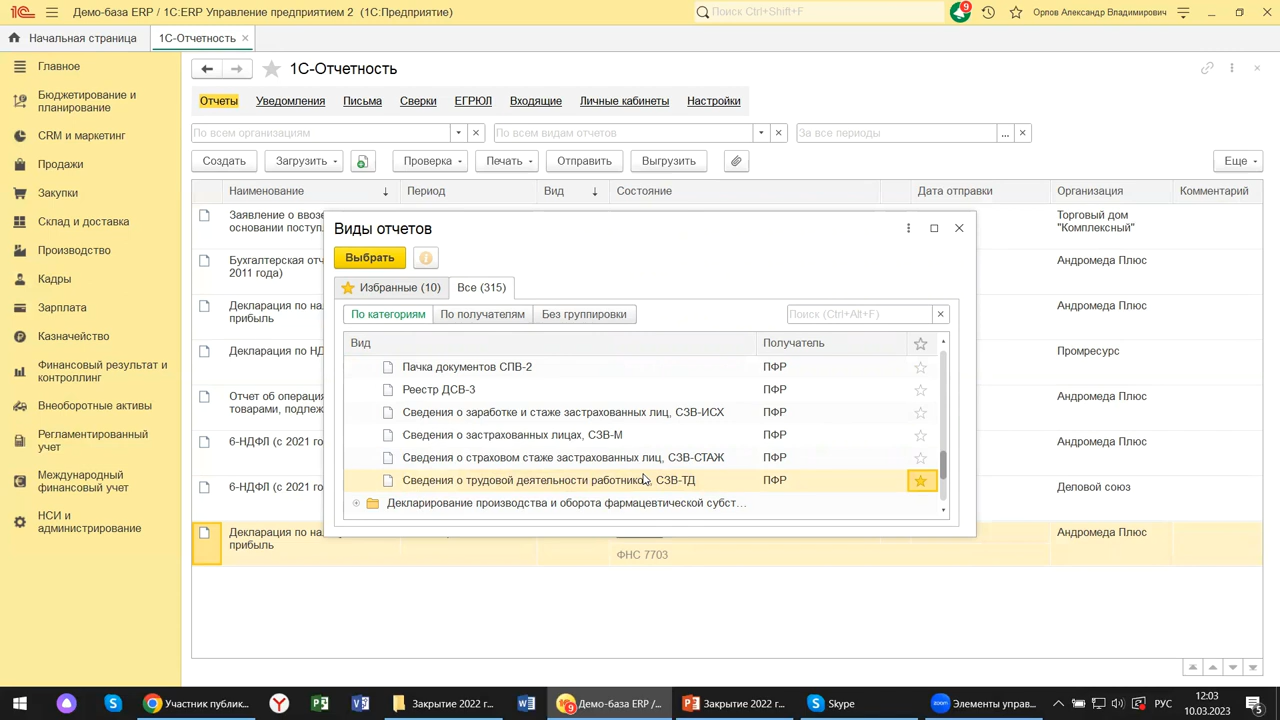 Демо-база ERP / 1С:ERP Управление предприятием 2 (1С:Предприятие)
Поиск Ctrl+Shift+F
9
Орлов Александр Владимирович
Начальная страница
1С-Отчетность
Главное
Бюджетирование и
планирование
CRM и маркетинг
Продажи
Закупки
Склад и доставка
Производство
Кадры
Зарплата
Казначейство
Финансовый результат и
контроллинг
Внеоборотные активы
Регламентированный
учет
Международный
финансовый учет
НСИ и
администрирование
1С-Отчетность
Отчеты Уведомления Письма Сверки ЕГРЮЛ Входящие Личные кабинеты Настройки
По всем организациям
По всем видам отчетов
За все периоды
Создать Загрузить Проверка Печать Отправить Выгрузить Еще
Наименование Период Вид Состояние Дата отправки Организация Комментарий
Заявление о ввозе
основании поступл
Торговый дом
"Комплексный"
Бухгалтерская отч
2011 года)
Андромеда Плюс
Декларация по на
прибыль
Андромеда Плюс
Декларация по НД
Промресурс
Отчет об операция
товарами, подлеж
Андромеда Плюс
6-НДФЛ (с 2021 го
Андромеда Плюс
6-НДФЛ (с 2021 го
Деловой союз
Декларация по на
прибыль
ФНС 7703
Андромеда Плюс
Виды отчетов
Выбрать
Избранные (10) Все (315)
По категориям По получателям Без группировки
Поиск (Ctrl+Alt+F)
Вид Получатель
Пачка документов СПВ-2 ПФР
Реестр ДСВ-3 ПФР
Сведения о заработке и стаже застрахованных лиц, СЗВ-ИСХ ПФР
Сведения о застрахованных лицах, СЗВ-М ПФР
Сведения о страховом стаже застрахованных лиц, СЗВ-СТАЖ ПФР
Сведения о трудовой деятельности работников, СЗВ-ТД ПФР
Декларирование производства и оборота фармацевтической субст...
Участник публик...
Закрытие 2022 г...
Демо-база ERP /...
Закрытие 2022 г...
Skype
Элементы управ...
РУС
12:03
10.03.2023
5